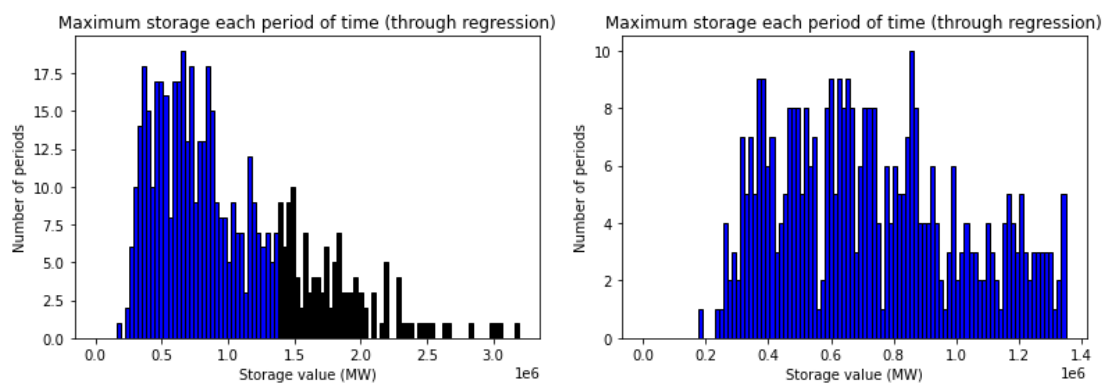 Maximum storage each period of time (through regression)
17.5
15.0
12.5
10.0
7.5
5.0
2.5
0.0
Number of periods
0.0 0.5 1.0 1.5 2.0 2.5 3.0
1e6
Storage value (MW)
Maximum storage each period of time (through regression)
10
8
6
4
2
0
Number of periods
0.0 0.2 0.4 0.6 0.8 1.0 1.2 1.4
1e6
Storage value (MW)